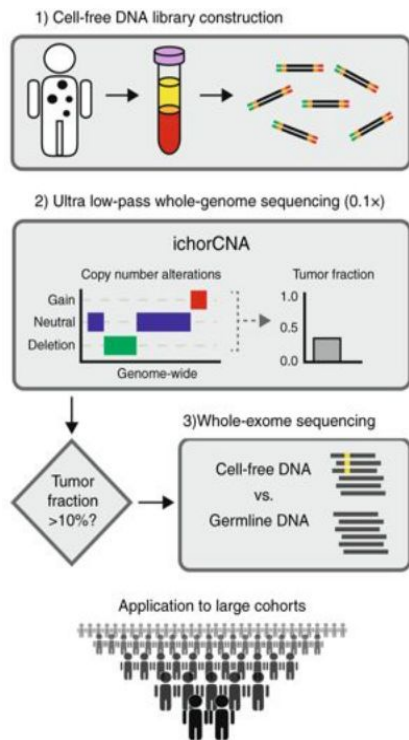 1) Cell-free DNA library construction
2) Ultra low-pass whole-genome sequencing (0.1×)
ichorCNA
Copy number alterations
Gain
Neutral
Deletion
Genome-wide
Tumor fraction
1.0
0.5
0.0
3)Whole-exome sequencing
Tumor
fraction
>10%?
Cell-free DNA
vs.
Germline DNA
Application to large cohorts